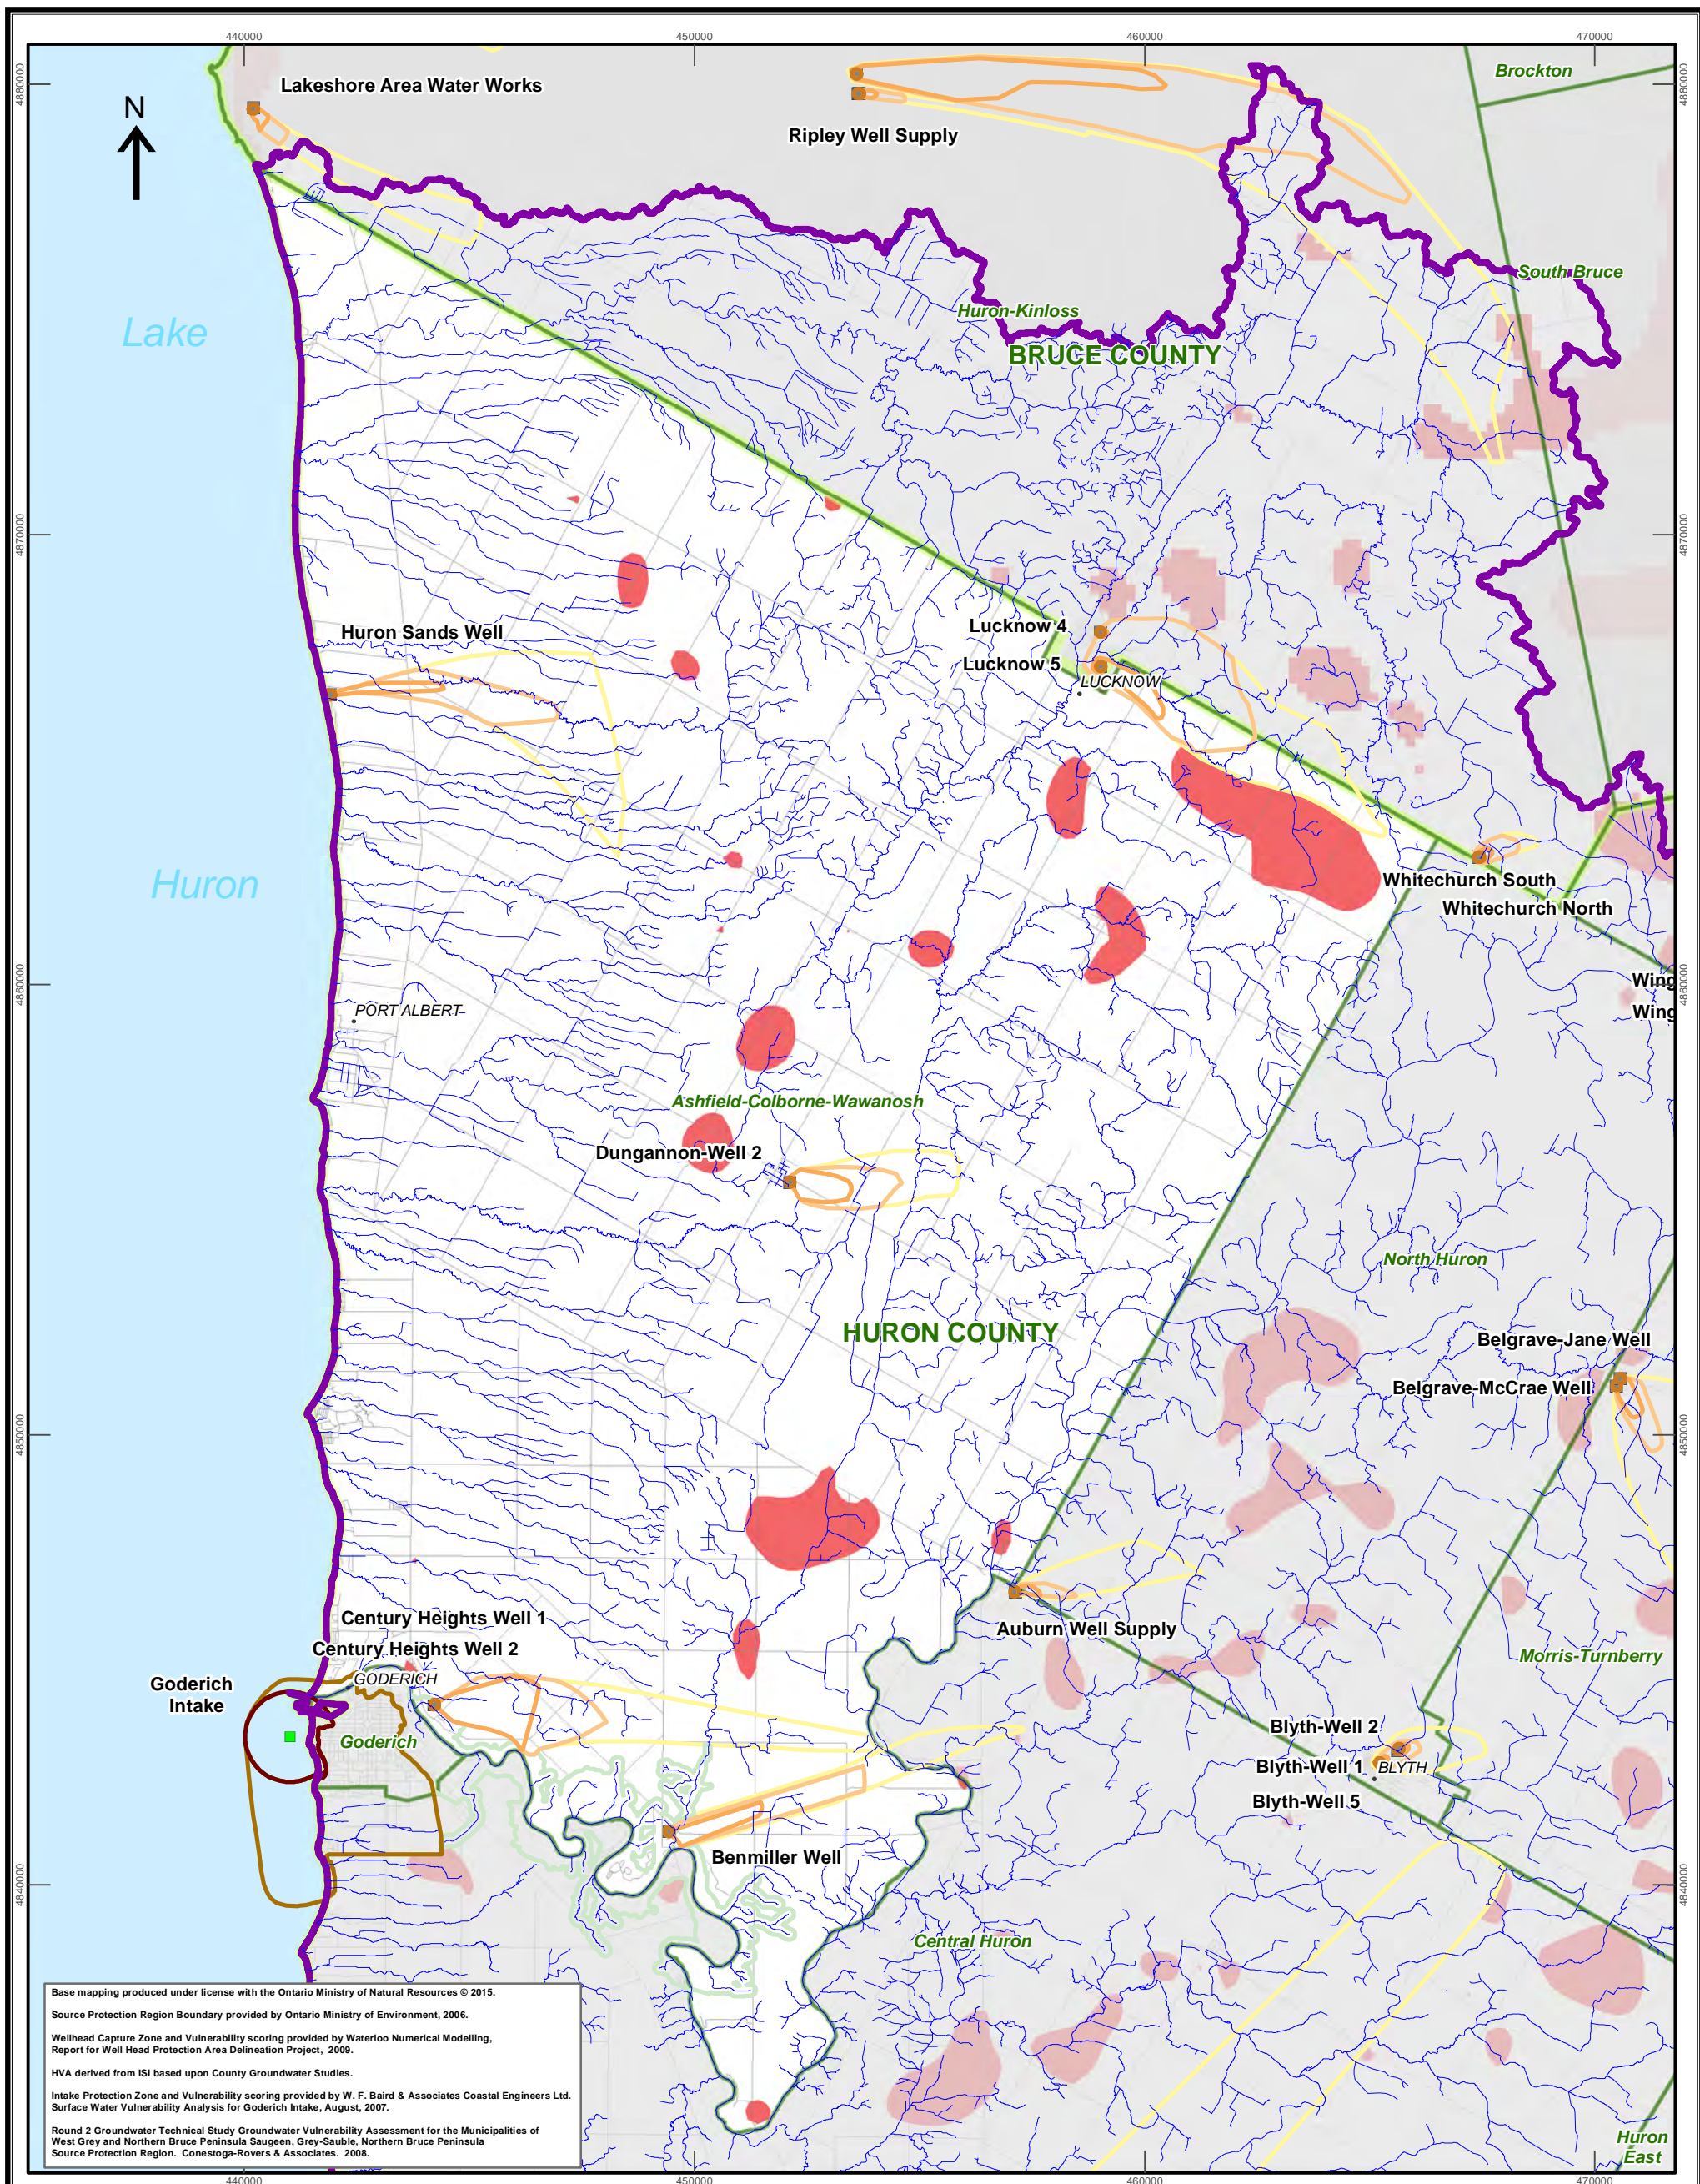 440000
450000
460000
470000
4880000
4880000
N
Lakeshore Area Water Works
Ripley Well Supply
Brockton
South Bruce
Huron-Kinloss
BRUCE COUNTY
Lake
4870000
4870000
Huron Sands Well
Lucknow 4
Lucknow 5
LUCKNOW
Huron
Whitechurch South
Whitechurch North
4860000
4860000
Wing
Wing
PORT ALBERT
Ashfield-Colborne-Wawanosh
Dungannon-Well 2
North Huron
HURON COUNTY
Belgrave-Jane Well
Belgrave-McCrae Well
4850000
4850000
Century Heights Well 1
Century Heights Well 2
Auburn Well Supply
Morris-Turnberry
GODERICH
Goderich
Intake
Goderich
Blyth-Well 2
Blyth-Well 1
BLYTH
Blyth-Well 5
Benmiller Well
4840000
4840000
Central Huron
Base mapping produced under license with the Ontario Ministry of Natural Resources © 2015.
Source Protection Region Boundary provided by Ontario Ministry of Environment, 2006.
Wellhead Capture Zone and Vulnerability scoring provided by Waterloo Numerical Modelling,
Report for Well Head Protection Area Delineation Project, 2009.
HVA derived from ISI based upon County Groundwater Studies.
Intake Protection Zone and Vulnerability scoring provided by W. F. Baird & Associates Coastal Engineers Ltd.
Surface Water Vulnerability Analysis for Goderich Intake, August, 2007.
Round 2 Groundwater Technical Study Groundwater Vulnerability Assessment for the Municipalities of
West Grey and Northern Bruce Peninsula Saugeen, Grey-Sauble, Northern Bruce Peninsula
Source Protection Region. Conestoga-Rovers & Associates. 2008.
Huron
East
440000
450000
460000
470000